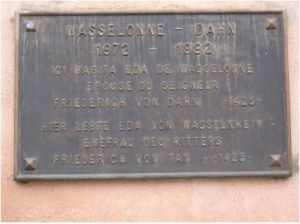 WASSELONNE - DAHN
1972 - 1992
ICI HABITA EDA DE WASSELONNE
EPOUSE DU SEIGNEUR
FRIEDERICH VON DAHN -1425-
HIER LEBTE EDA VON WASSELNHEIM
EHEFRAU DES RITTERS
FRIEDERICH VON TAN -1425-